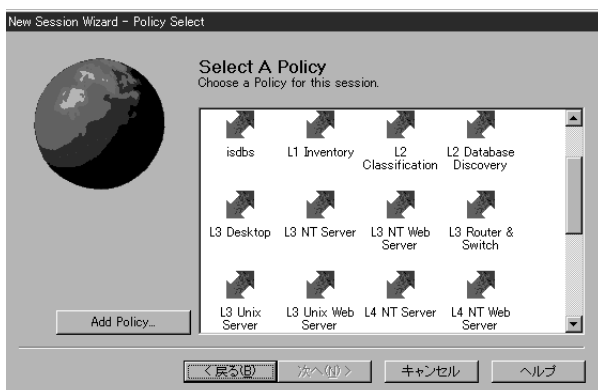 New Session Wizard - Policy Select
Select A Policy
Choose a Policy for this session.
isdbs
L1 Inventory
L2
Classification
L2 Database
Discovery
L3 Desktop
L3 NT Server
L3 NT Web
Server
L3 Router &
Switch
L3 Unix
Server
L3 Unix Web
Server
L4 NT Server
L4 NT Web
Server
Add Policy...
< 戻る(B)
次へ(N) >
キャンセル
ヘルプ